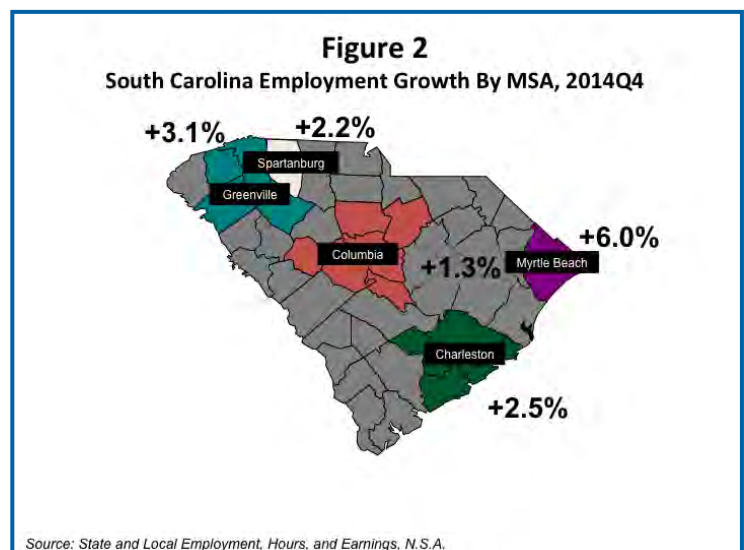 Figure 2
South Carolina Employment Growth By MSA, 2014Q4
+3.1%
+2.2%
Spartanburg
Greenville
Columbia
+1.3%
+6.0%
Myrtle Beach
Charleston
+2.5%
Source: State and Local Employment, Hours, and Earnings, N.S.A.